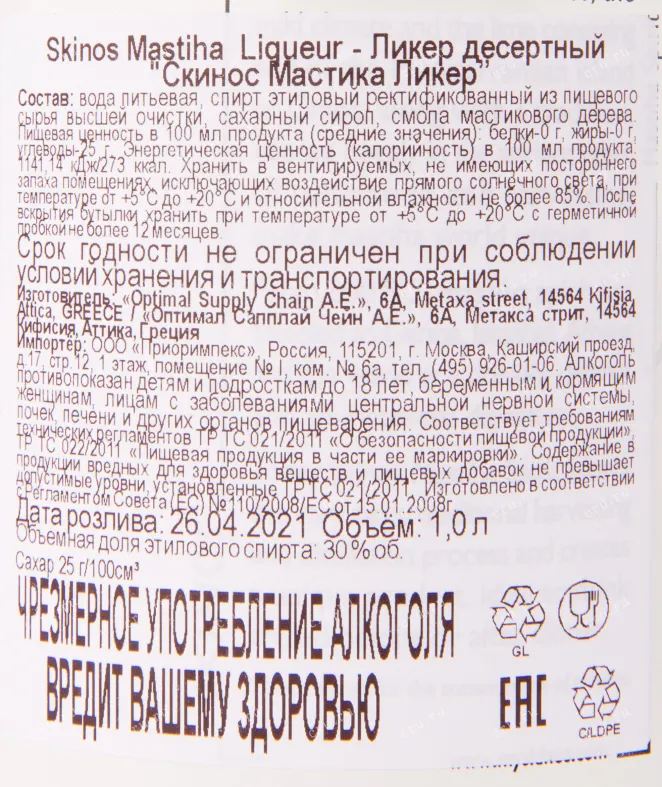 Skinos Mastiha Liqueur - Ликер десертный
"Скинос Мастика Ликер"
Состав: вода питьевая, спирт этиловый ректификованный из пищевого
сырья высшей очистки, сахарный сироп, смола мастикового дерева.
Пищевая ценность в 100 мл продукта (средние значения): белки-0 г, жиры-0 г,
углеводы-25 г. Энергетическая ценность (калорийность) в 100 мл продукта:
1141,14 кДж/273 ккал. Хранить в вентилируемых, не имеющих постороннего
запаха помещениях, исключающих воздействие прямого солнечного света, при
температуре от +5°С до +20°С и относительной влажности не более 85%. После
вскрытия бутылки хранить при температуре от +5°С до +20°С с герметичной
пробкой не более 12 месяцев.
Срок годности не ограничен при соблюдении
условий хранения и транспортирования.
Изготовитель: «Optimal Supply Chain A.E.», 6A, Metaxa street, 14564 Kifisia,
Attica, GREECE / «Оптимал Сапплай Чейн А.Е.», 6А, Метакса стрит, 14564
Кифисия, Аттика, Греция
Импортер: ООО «Приоримпекс», Россия, 115201, г. Москва, Каширский проезд,
д.17, стр.12, 1 этаж, помещение № I, ком. № 6а, тел. (495) 926-01-06. Алкоголь
противопоказан детям и подросткам до 18 лет, беременным и кормящим
женщинам, лицам с заболеваниями центральной нервной системы,
почек, печени и других органов пищеварения. Соответствует требованиям
технических регламентов ТР ТС 021/2011 «О безопасности пищевой продукции»,
ТР ТС 022/2011 «Пищевая продукция в части ее маркировки». Содержание в
продукции вредных для здоровья веществ и пищевых добавок не превышает
допустимые уровни, установленные ТР ТС 021/2011. Изготовлено в соответствии
с Регламентом Совета (ЕС) № 110/2008/ЕС от 15.01.2008г.
Дата розлива: 26.04.2021 Объем: 1,0 л
Объемная доля этилового спирта: 30 % об.
Сахар 25 г/100см³
ЧРЕЗМЕРНОЕ УПОТРЕБЛЕНИЕ АЛКОГОЛЯ
ВРЕДИТ ВАШЕМУ ЗДОРОВЬЮ
GL
EAC
C/LDPE